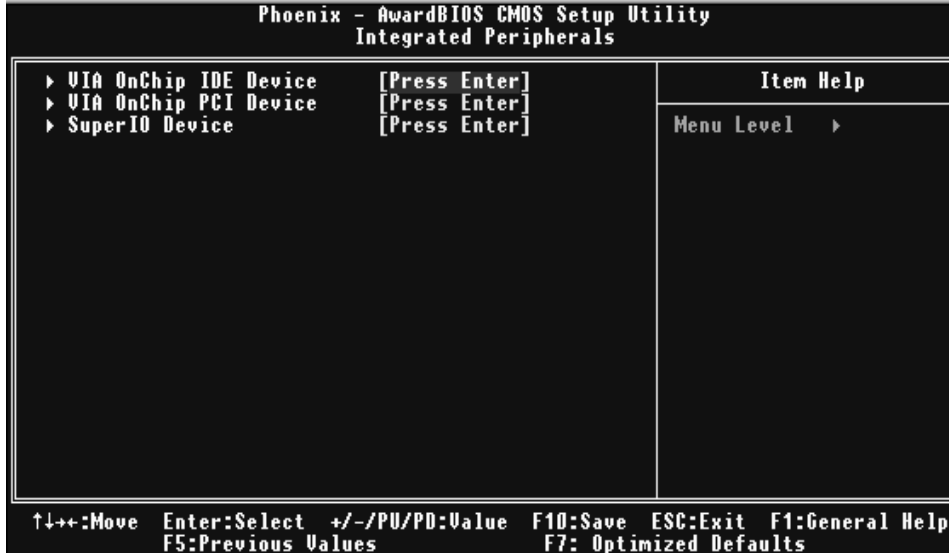 Phoenix - AwardBIOS CMOS Setup Utility
Integrated Peripherals
▸ VIA OnChip IDE Device [Press Enter]
▸ VIA OnChip PCI Device [Press Enter]
▸ SuperIO Device [Press Enter]
Item Help
Menu Level ▸
↑↓→←:Move Enter:Select +/-/PU/PD:Value F10:Save ESC:Exit F1:General Help
F5:Previous Values F7: Optimized Defaults